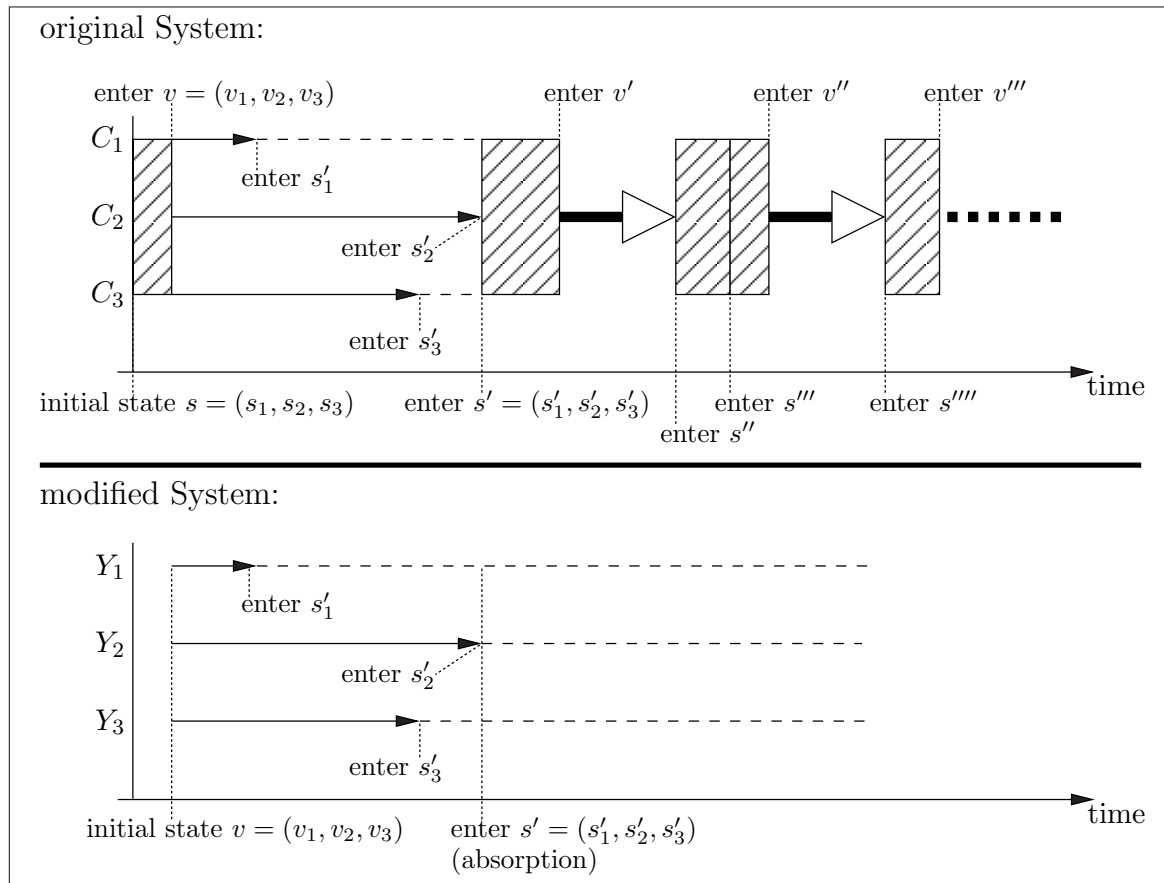 original System:
enter v = (v₁, v₂, v₃)
enter v′
enter v′′
enter v′′′
C₁
enter s′₁
C₂
enter s′₂
C₃
enter s′₃
time
initial state s = (s₁, s₂, s₃)
enter s′ = (s′₁, s′₂, s′₃)
enter s′′′
enter s′′′′
enter s′′
modified System:
Y₁
enter s′₁
Y₂
enter s′₂
Y₃
enter s′₃
time
initial state v = (v₁, v₂, v₃)
enter s′ = (s′₁, s′₂, s′₃)
(absorption)